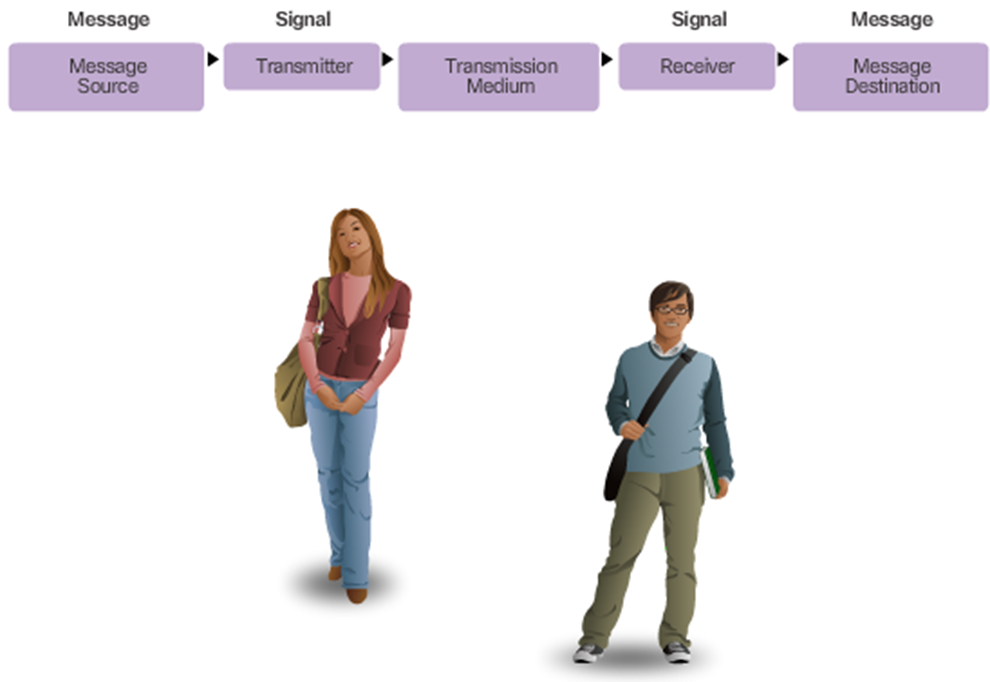 Message
Signal
Signal
Message
Message
Source
Transmitter
Transmission
Medium
Receiver
Message
Destination